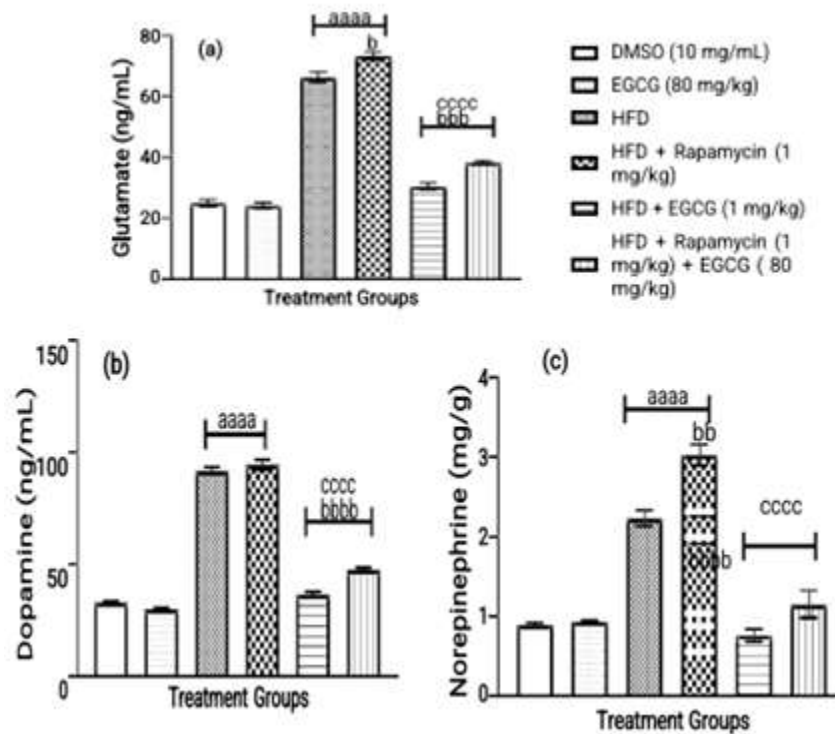 aaaa
80
(a)
b
60
cccc
bbb
40
20
0
Glutamate (ng/mL)
Treatment Groups
DMSO (10 mg/mL)
EGCG (80 mg/kg)
HFD
HFD + Rapamycin (1
mg/kg)
HFD + EGCG (1 mg/kg)
HFD + Rapamycin (1
mg/kg) + EGCG ( 80
mg/kg)
150
(b)
aaaa
100
cccc
bbbb
50
0
Dopamine (ng/mL)
Treatment Groups
(c)
4
aaaa
bb
3
cccc
2
1
0
Norepinephrine (mg/g)
Treatment Groups